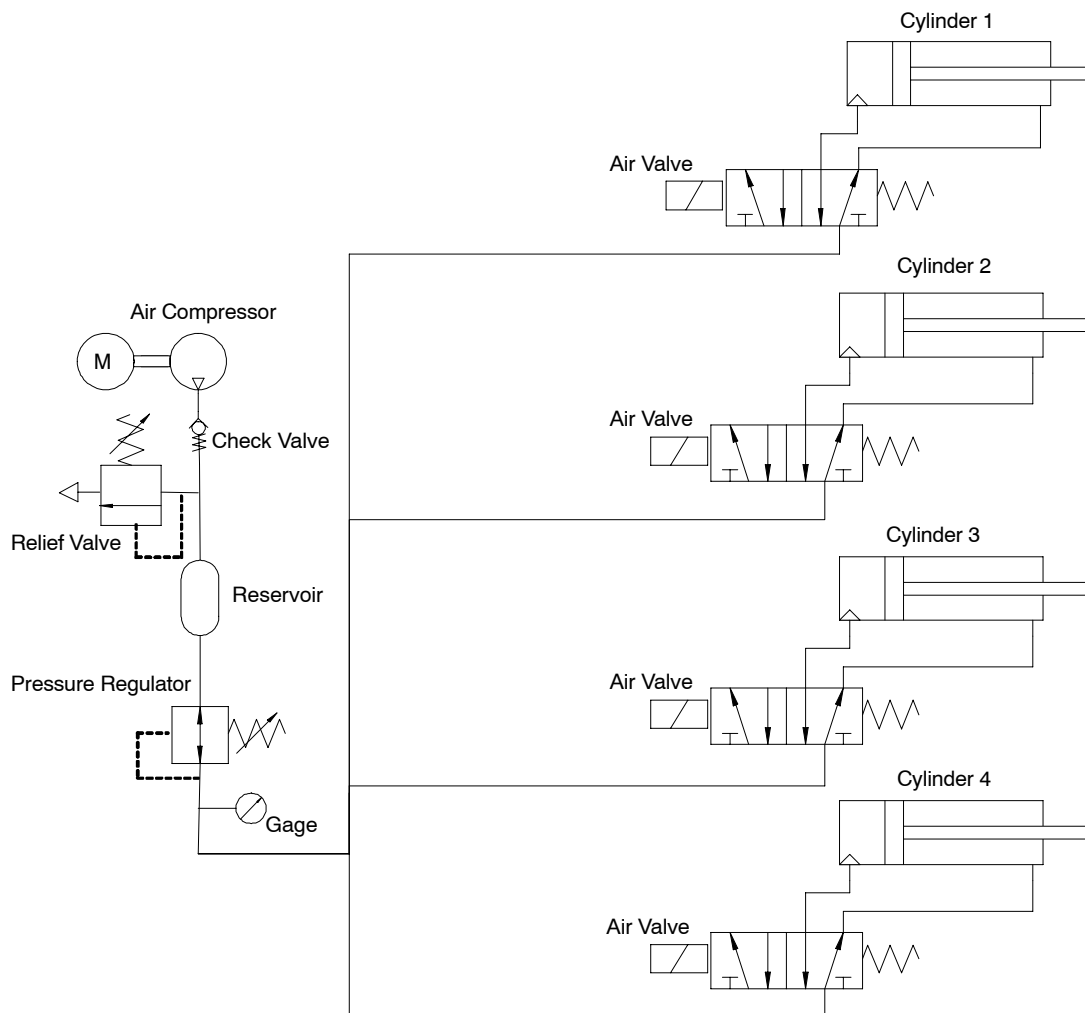 Cylinder 1
Air Valve
Cylinder 2
Air Compressor
M
Air Valve
Check Valve
Relief Valve
Cylinder 3
Reservoir
Air Valve
Pressure Regulator
Cylinder 4
Gage
Air Valve